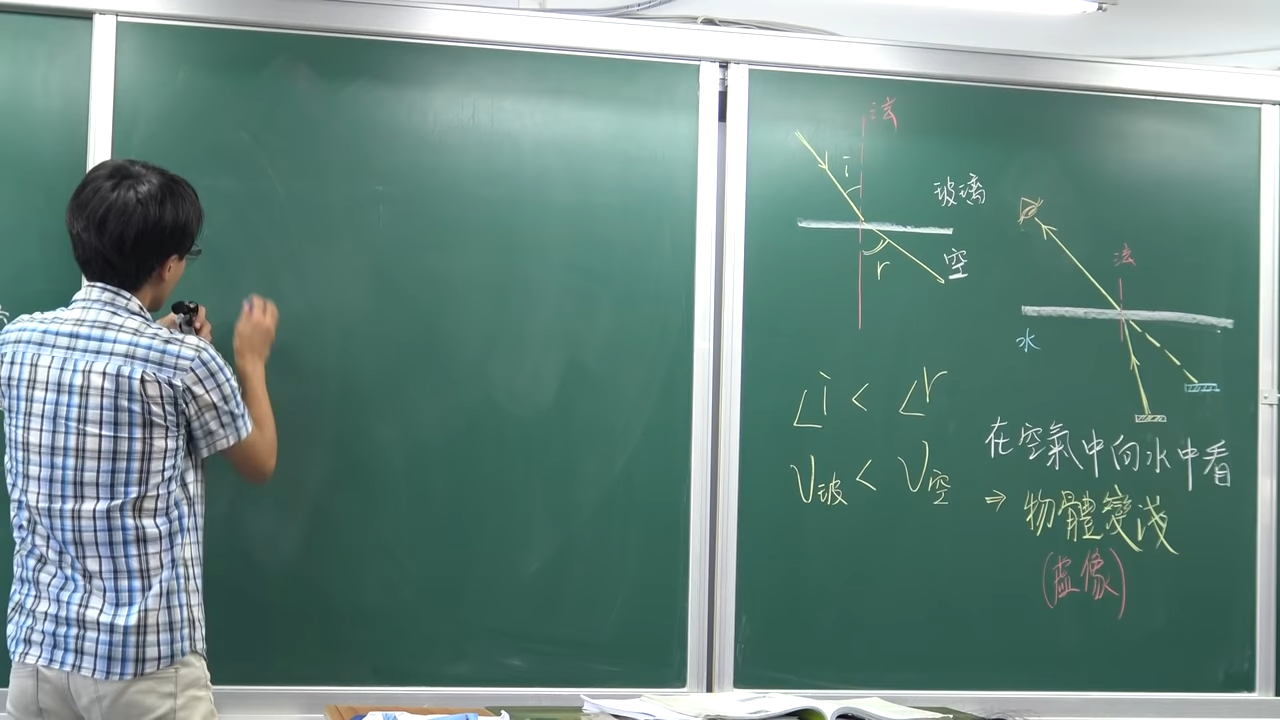 法
i
玻璃
r
空
∠i < ∠r
V玻 < V空
法
水
在空氣中向水中看
⇒ 物體變淺
(虛像)